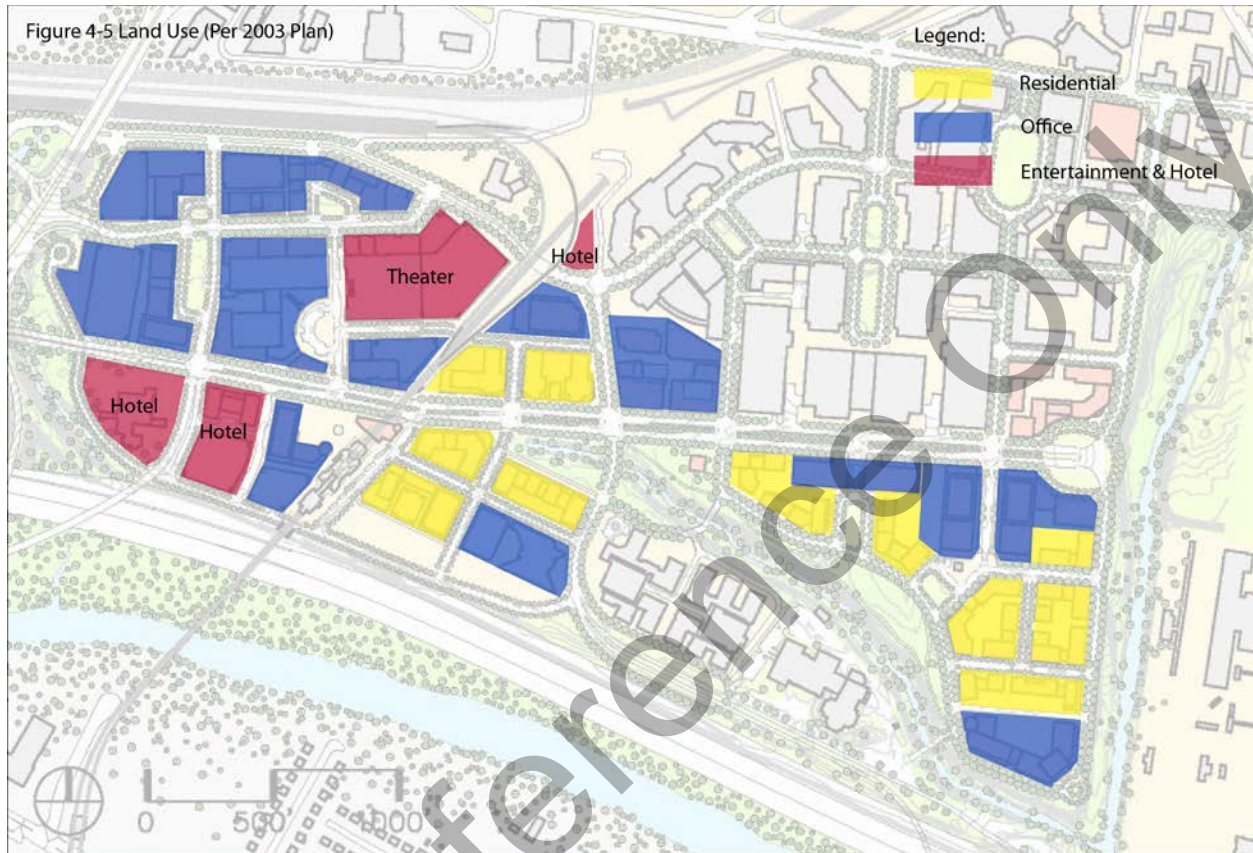 Figure 4-5 Land Use (Per 2003 Plan)
Legend:
Residential
Office
Entertainment & Hotel
Hotel
Theater
Hotel
Hotel
0 500 1000
ference Only